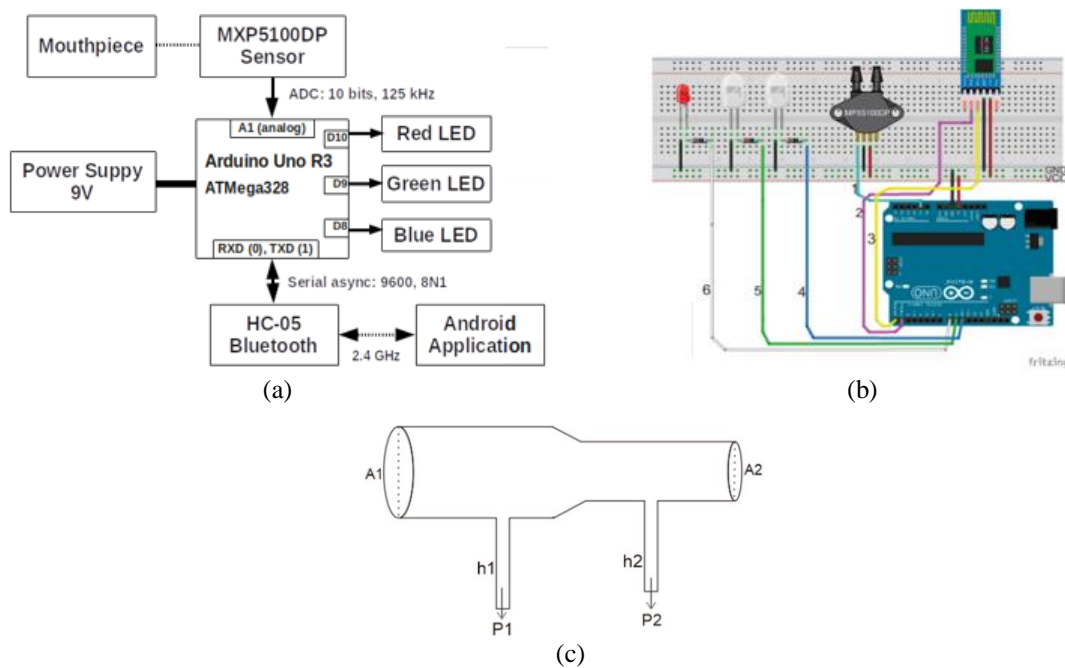 Mouthpiece
MXP5100DP
Sensor
ADC: 10 bits, 125 kHz
A1 (analog)
D10
Red LED
Power Suppy
9V
Arduino Uno R3
ATMega328
D9
Green LED
D8
Blue LED
RXD (0), TXD (1)
Serial async: 9600, 8N1
HC-05
Bluetooth
2.4 GHz
Android
Application
(a)
MPX5100DP
GND
VCC
1
2
3
6
5
4
UNO
fritzing
(b)
A1
A2
h1
h2
P1
P2
(c)